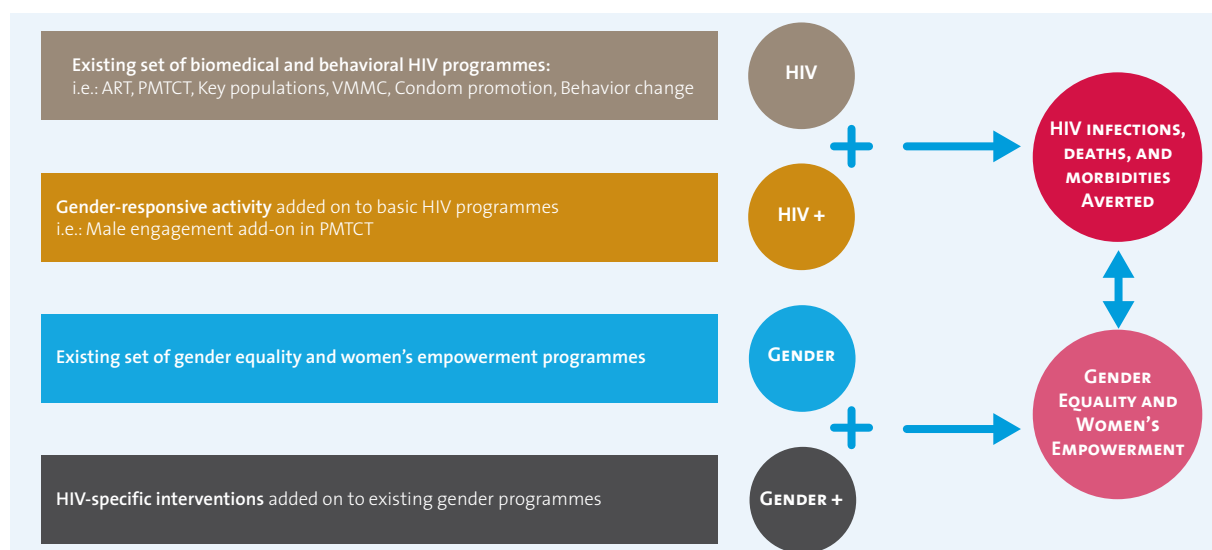 Existing set of biomedical and behavioral HIV programmes:
i.e.: ART, PMTCT, Key populations, VMMC, Condom promotion, Behavior change
HIV
Gender-responsive activity added on to basic HIV programmes
i.e.: Male engagement add-on in PMTCT
HIV +
HIV INFECTIONS,
DEATHS, AND
MORBIDITIES
AVERTED
Existing set of gender equality and women’s empowerment programmes
GENDER
HIV-specific interventions added on to existing gender programmes
GENDER +
GENDER
EQUALITY AND
WOMEN’S
EMPOWERMENT